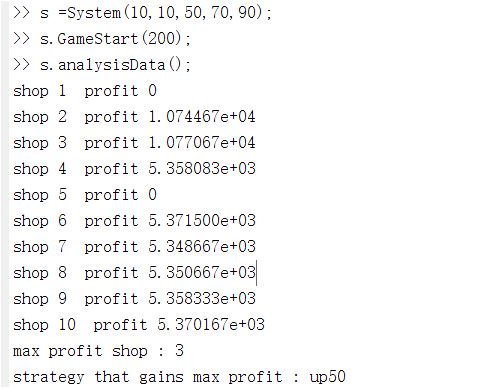 >> s =System(10,10,50,70,90);
>> s.GameStart(200);
>> s.analysisData();
shop 1  profit 0
shop 2  profit 1.074467e+04
shop 3  profit 1.077067e+04
shop 4  profit 5.358083e+03
shop 5  profit 0
shop 6  profit 5.371500e+03
shop 7  profit 5.348667e+03
shop 8  profit 5.350667e+03
shop 9  profit 5.358333e+03
shop 10  profit 5.370167e+03
max profit shop : 3
strategy that gains max profit : up50